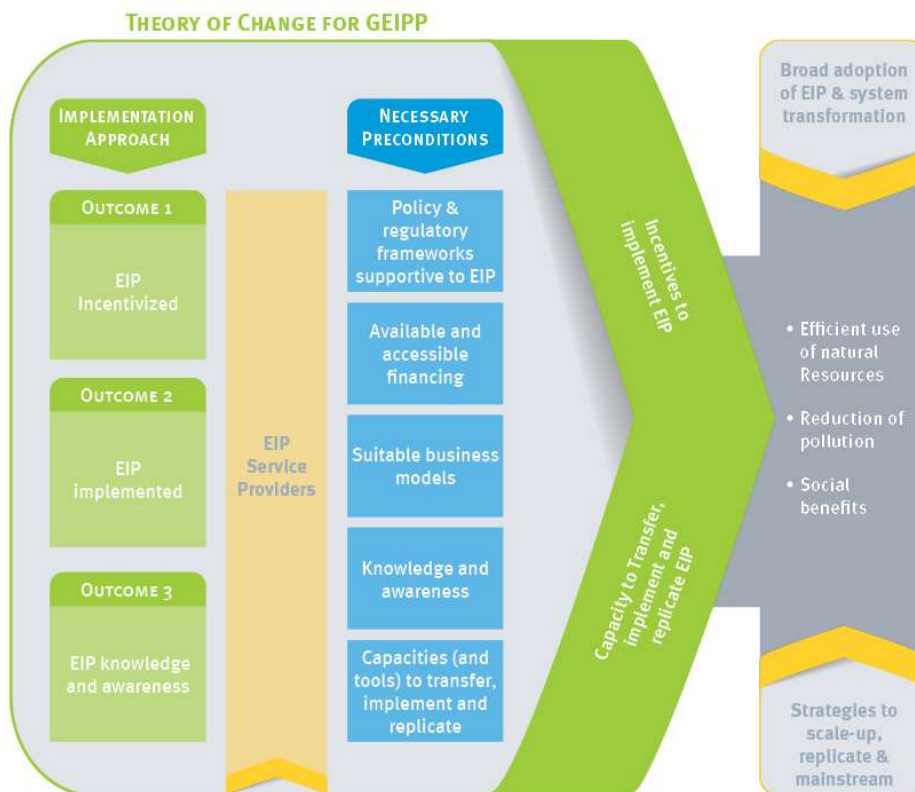 THEORY OF CHANGE FOR GEIPP
IMPLEMENTATION
APPROACH
OUTCOME 1
EIP
Incentivized
OUTCOME 2
EIP
implemented
OUTCOME 3
EIP knowledge
and awareness
EIP
Service
Providers
NECESSARY
PRECONDITIONS
Policy &
regulatory
frameworks
supportive to EIP
Available and
accessible
financing
Suitable business
models
Knowledge and
awareness
Capacities (and
tools) to transfer,
implement and
replicate
Incentives to
implement EIP
Capacity to Transfer,
implement and
replicate EIP
Broad adoption
of EIP & system
transformation
• Efficient use
of natural
Resources
• Reduction of
pollution
• Social
benefits
Strategies to
scale-up,
replicate &
mainstream